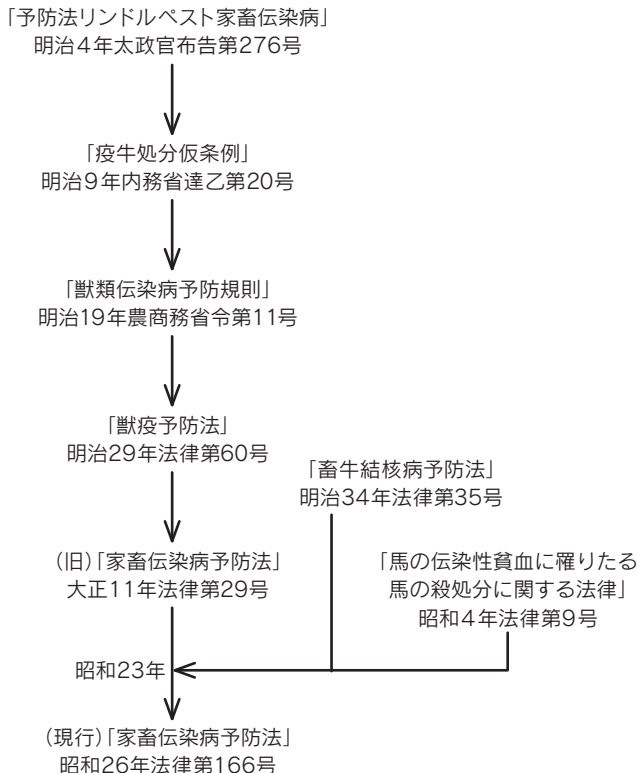 「予防法リンドルペスト家畜伝染病」
明治4年太政官布告第276号
「疫牛処分仮条例」
明治9年内務省達乙第20号
「獣類伝染病予防規則」
明治19年農商務省令第11号
「獣疫予防法」
明治29年法律第60号
「畜牛結核病予防法」
明治34年法律第35号
(旧)「家畜伝染病予防法」
大正11年法律第29号
「馬の伝染性貧血に罹りたる
馬の殺処分に関する法律」
昭和4年法律第9号
昭和23年
(現行)「家畜伝染病予防法」
昭和26年法律第166号